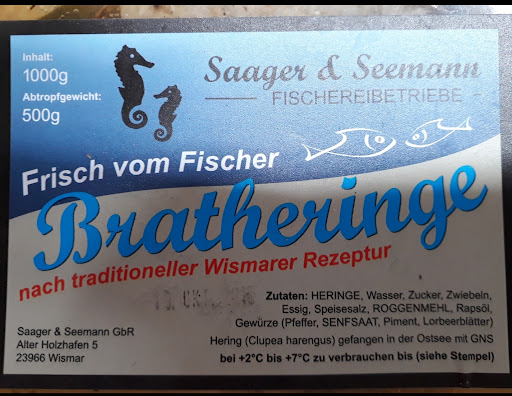 Inhalt:
1000g
Abtropfgewicht:
500g
Saager & Seemann
FISCHEREIBETRIEBE
Frisch vom Fischer
Bratheringe
nach traditioneller Wismarer Rezeptur
Zutaten: HERINGE, Wasser, Zucker, Zwiebeln,
Essig, Speisesalz, ROGGENMEHL, Rapsöl,
Gewürze (Pfeffer, SENFSAAT, Piment, Lorbeerblätter)
Saager & Seemann GbR
Alter Holzhafen 5
23966 Wismar
Hering (Clupea harengus) gefangen in der Ostsee mit GNS
bei +2°C bis +7°C zu verbrauchen bis (siehe Stempel)